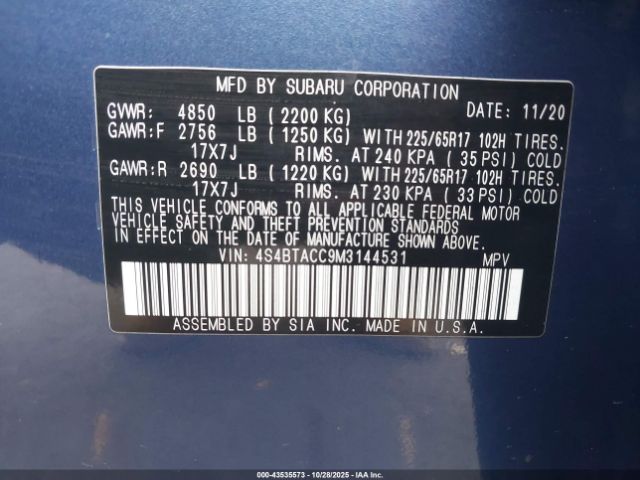 MFD BY SUBARU CORPORATION
GVWR: 4850 LB (2200 KG) DATE: 11/20
GAWR:F 2756 LB (1250 KG) WITH 225/65R17 102H TIRES.
17X7J RIMS. AT 240 KPA (35 PSI) COLD
GAWR:R 2690 LB (1220 KG) WITH 225/65R17 102H TIRES.
17X7J RIMS. AT 230 KPA (33 PSI) COLD
THIS VEHICLE CONFORMS TO ALL APPLICABLE FEDERAL MOTOR
VEHICLE SAFETY AND THEFT PREVENTION STANDARDS
IN EFFECT ON THE DATE OF MANUFACTURE SHOWN ABOVE.
VIN: 4S4BTACC9M3144531 MPV
ASSEMBLED BY SIA INC. MADE IN U.S.A.
000-43535573 | 10/28/2025 | IAAI.COM